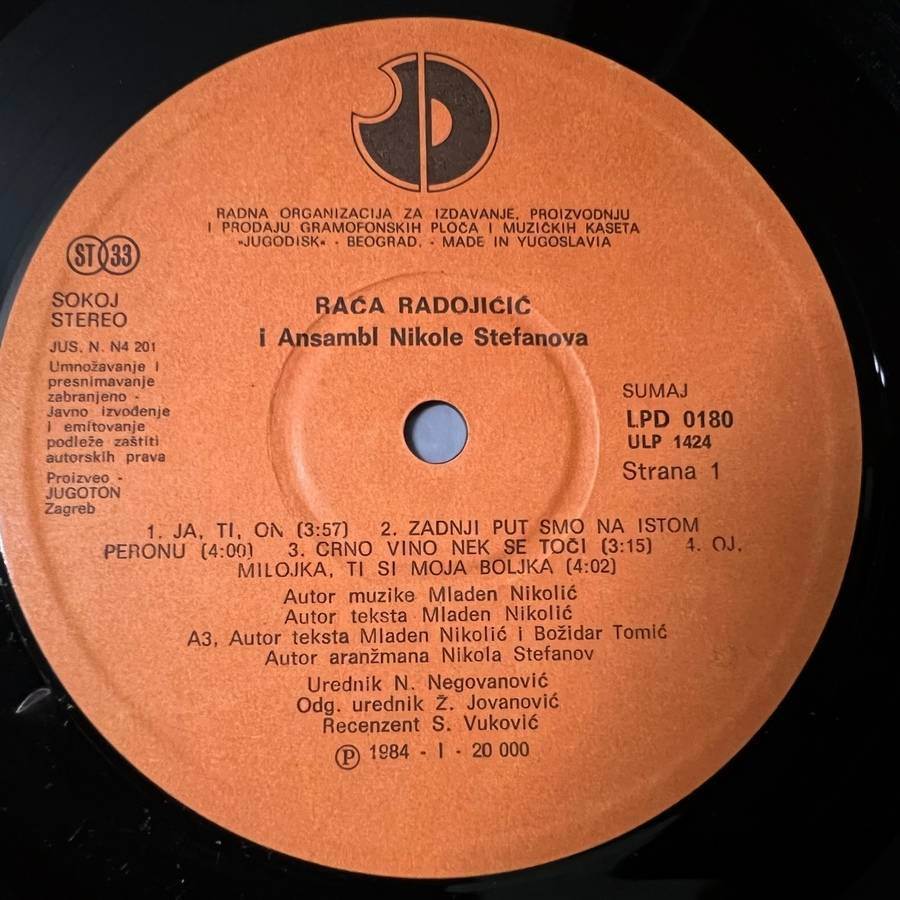 RADNA ORGANIZACIJA ZA IZDAVANJE, PROIZVODNJU
I PRODAJU GRAMOFONSKIH PLOČA I MUZIČKIH KASETA
»JUGODISK« - BEOGRAD. - MADE IN YUGOSLAVIA
ST 33
SOKOJ
STEREO
JUS. N. N4 201
Umnožavanje i
presnimavanje
zabranjeno -
Javno izvođenje
i emitovanje
podleže zaštiti
autorskih prava
Proizveo -
JUGOTON
Zagreb
RAĆA RADOJIĆIĆ
i Ansambl Nikole Stefanova
SUMAJ
LPD 0180
ULP 1424
Strana 1
1. JA, TI, ON (3:57) 2. ZADNJI PUT SMO NA ISTOM
PERONU (4:00) 3. CRNO VINO NEK SE TOČI (3:15) 4. OJ,
MILOJKA, TI SI MOJA BOLJKA (4:02)
Autor muzike Mladen Nikolić
Autor teksta Mladen Nikolić
A3, Autor teksta Mladen Nikolić i Božidar Tomić
Autor aranžmana Nikola Stefanov
Urednik N. Negovanović
Odg. urednik Ž. Jovanović
Recenzent S. Vuković
Ⓟ 1984 - I - 20 000